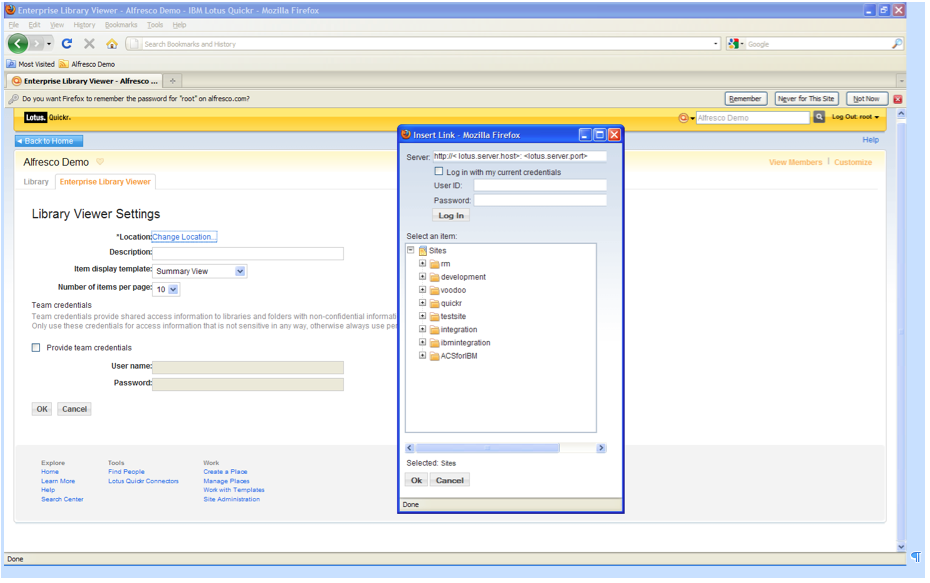 Enterprise Library Viewer - Alfresco Demo - IBM Lotus Quickr - Mozilla Firefox
File Edit View History Bookmarks Tools Help
Search Bookmarks and History
Google
Most Visited Alfresco Demo
Enterprise Library Viewer - Alfresco ...
Do you want Firefox to remember the password for "root" on alfresco.com?
Remember Never for This Site Not Now
Lotus. Quickr.
Alfresco Demo
Log Out: root
Back to Home
Help
Alfresco Demo
View Members | Customize
Library Enterprise Library Viewer
Library Viewer Settings
*Location: Change Location...
Description:
Item display template: Summary View
Number of items per page: 10
Team credentials
Team credentials provide shared access information to libraries and folders with non-confidential informati
Only use these credentials for access information that is not sensitive in any way, otherwise always use per
Provide team credentials
User name:
Password:
OK Cancel
Insert Link - Mozilla Firefox
Server: http://<.lotus.server.host>: <lotus.server.port>
Log in with my current credentials
User ID:
Password:
Log In
Select an item:
Sites
rm
development
voodoo
quickr
testsite
integration
ibmintegration
ACSforIBM
Selected: Sites
Ok Cancel
Done
Explore Tools Work
Home Find People Create a Place
Learn More Lotus Quickr Connectors Manage Places
Help Work with Templates
Search Center Site Administration
Done
¶